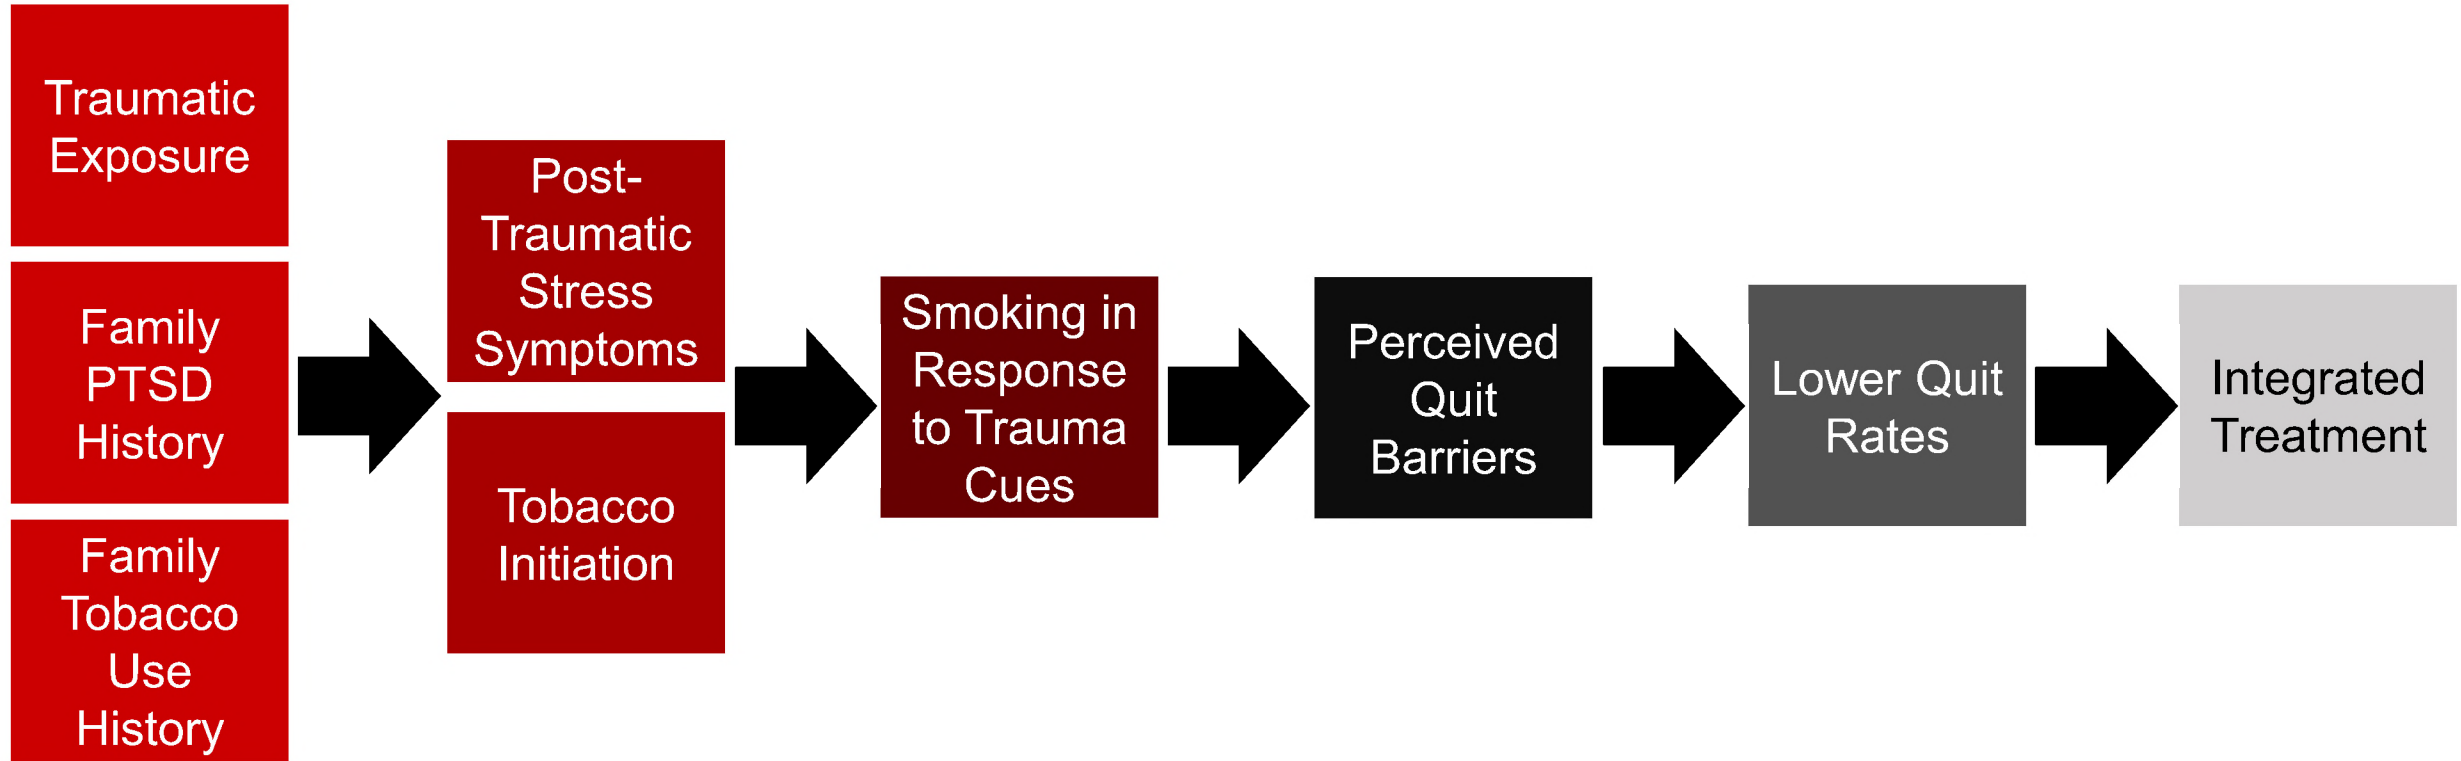 Traumatic
Exposure
Family
PTSD
History
Family
Tobacco
Use
History
Post-
Traumatic
Stress
Symptoms
Tobacco
Initiation
Smoking in
Response
to Trauma
Cues
Perceived
Quit
Barriers
Lower Quit
Rates
Integrated
Treatment